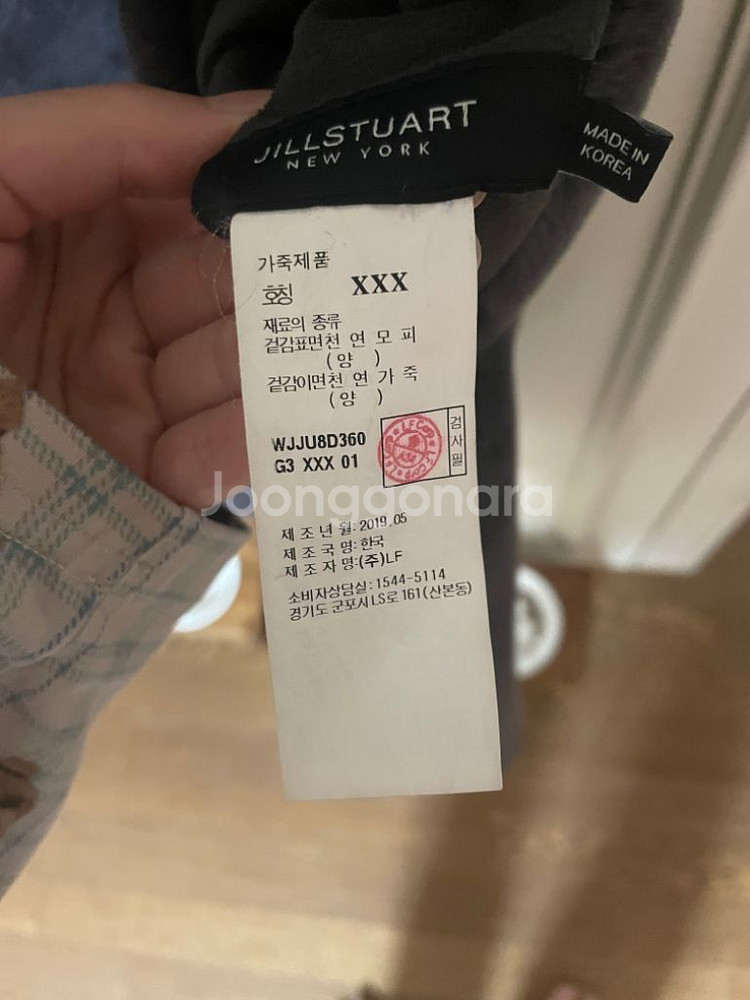 JILLSTUART
NEW YORK
MADE IN
KOREA
가죽제품
호칭 XXX
재료의 종류
겉감표면천 연 모 피
(양 )
겉감이면천 연 가 죽
(양 )
WJJU8D360
G3 XXX 01
검사필
Joonggonara
제 조 년 월: 2018.05
제 조 국 명: 한국
제 조 자 명:(주)LF
소비자상담실: 1544-5114
경기도 군포시 LS로 161(산본동)